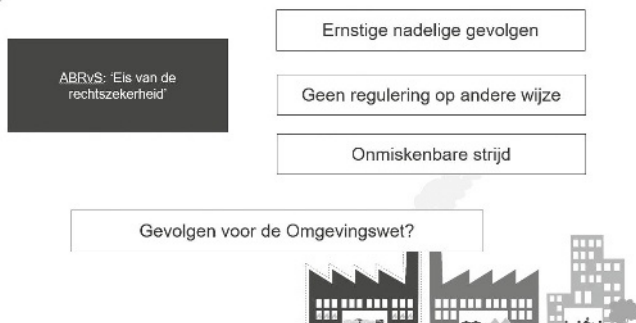 Ernstige nadelige gevolgen
ABRvS: ‘Eis van de
rechtszekerheid’
Geen regulering op andere wijze
Onmiskenbare strijd
Gevolgen voor de Omgevingswet?